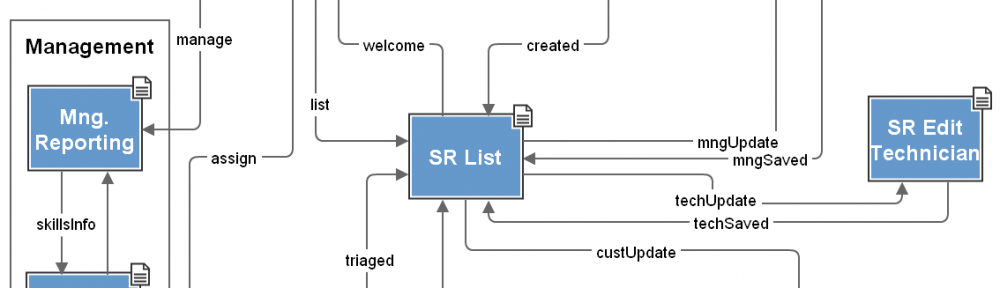 Management
manage
welcome
created
list
Mng.
Reporting
SR List
SR Edit
Technician
mngUpdate
mngSaved
assign
techUpdate
techSaved
skillsInfo
triaged
custUpdate